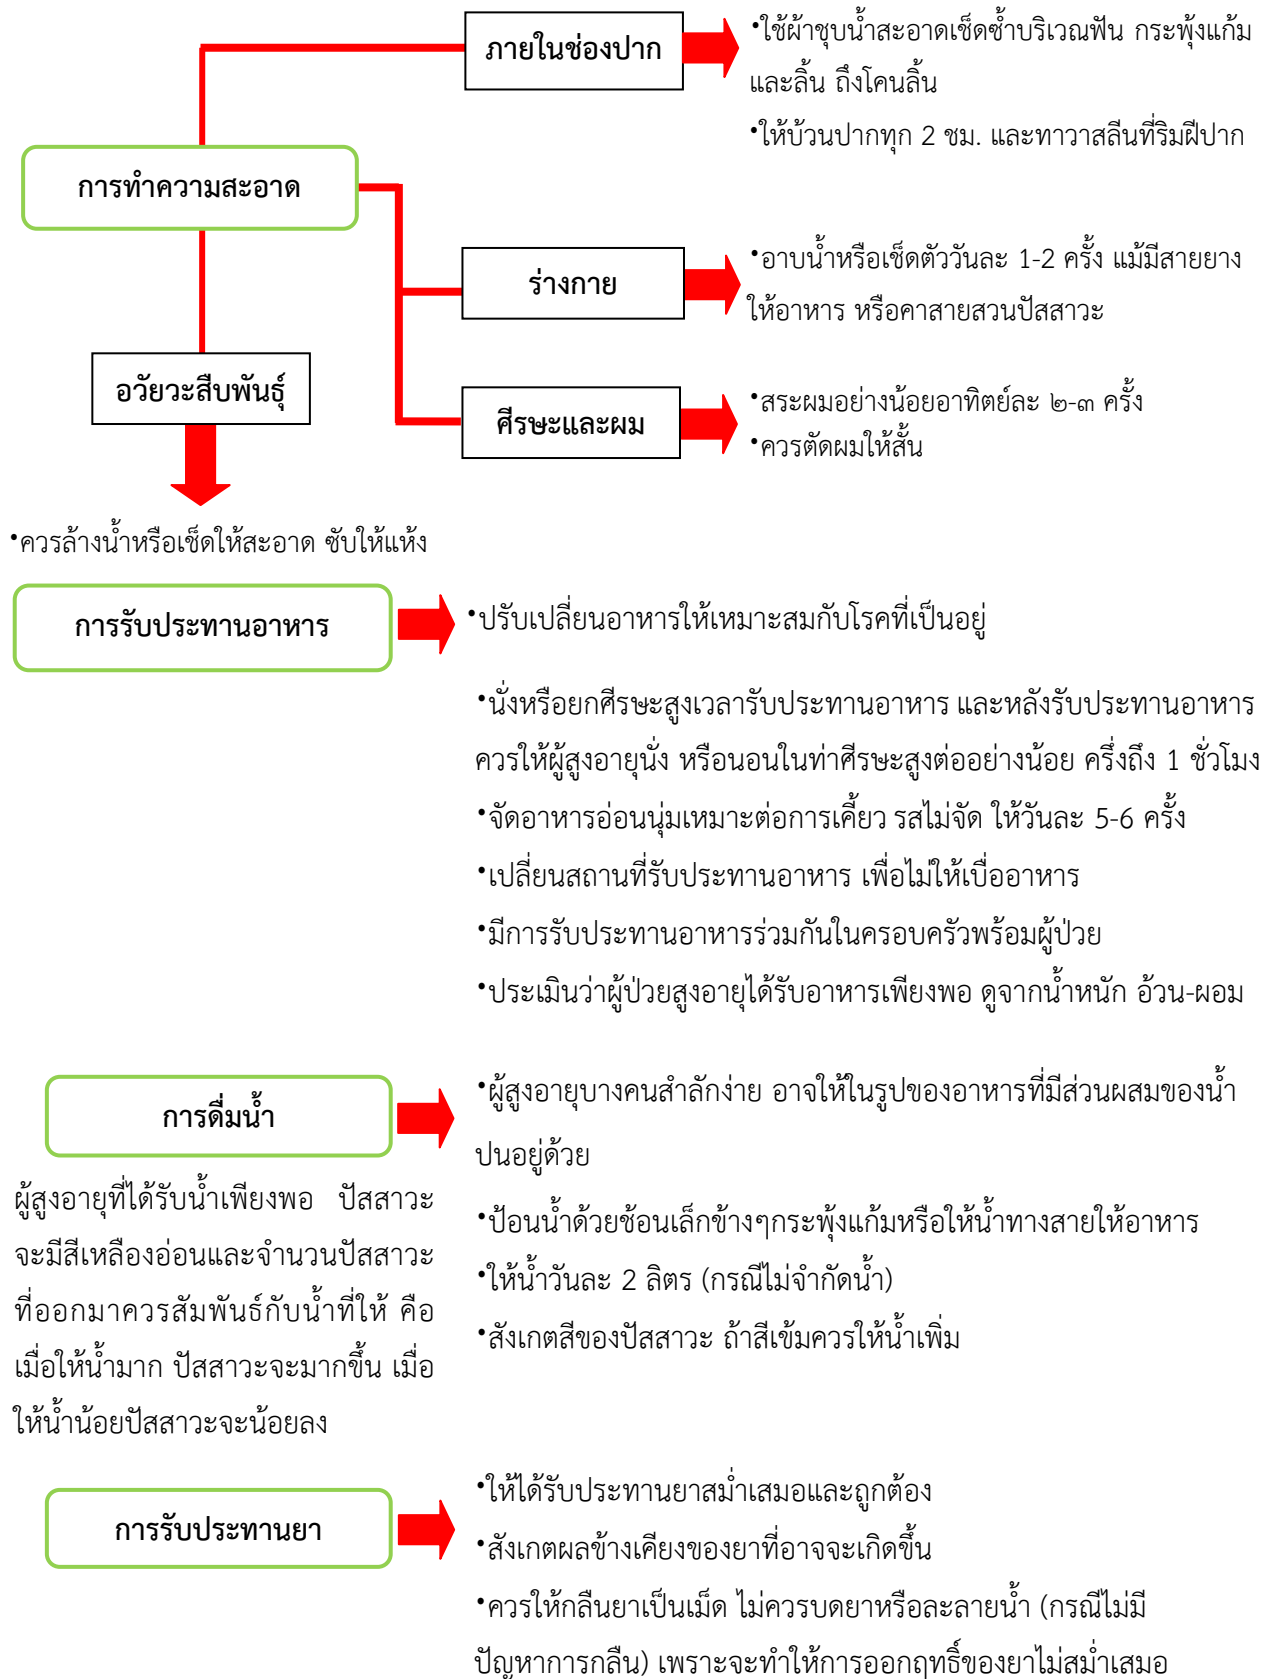 ภายในช่องปาก
•ใช้ผ้าชุบน้ำสะอาดเช็ดซ้ำบริเวณฟัน กระพุ้งแก้ม
และลิ้น ถึงโคนลิ้น
•ให้บ้วนปากทุก 2 ชม. และทาวาสลีนที่ริมฝีปาก
การทำความสะอาด
ร่างกาย
•อาบน้ำหรือเช็ดตัววันละ 1-2 ครั้ง แม้มีสายยาง
ให้อาหาร หรือคาสายสวนปัสสาวะ
อวัยวะสืบพันธุ์
ศีรษะและผม
•สระผมอย่างน้อยอาทิตย์ละ ๒-๓ ครั้ง
•ควรตัดผมให้สั้น
•ควรล้างน้ำหรือเช็ดให้สะอาด ซับให้แห้ง
การรับประทานอาหาร
•ปรับเปลี่ยนอาหารให้เหมาะสมกับโรคที่เป็นอยู่
•นั่งหรือยกศีรษะสูงเวลารับประทานอาหาร และหลังรับประทานอาหาร
ควรให้ผู้สูงอายุนั่ง หรือนอนในท่าศีรษะสูงต่ออย่างน้อย ครึ่งถึง 1 ชั่วโมง
•จัดอาหารอ่อนนุ่มเหมาะต่อการเคี้ยว รสไม่จัด ให้วันละ 5-6 ครั้ง
•เปลี่ยนสถานที่รับประทานอาหาร เพื่อไม่ให้เบื่ออาหาร
•มีการรับประทานอาหารร่วมกันในครอบครัวพร้อมผู้ป่วย
•ประเมินว่าผู้ป่วยสูงอายุได้รับอาหารเพียงพอ ดูจากน้ำหนัก อ้วน-ผอม
การดื่มน้ำ
ผู้สูงอายุที่ได้รับน้ำเพียงพอ ปัสสาวะ
จะมีสีเหลืองอ่อนและจำนวนปัสสาวะ
ที่ออกมาควรสัมพันธ์กับน้ำที่ให้ คือ
เมื่อให้น้ำมาก ปัสสาวะจะมากขึ้น เมื่อ
ให้น้ำน้อยปัสสาวะจะน้อยลง
•ผู้สูงอายุบางคนสำลักง่าย อาจให้ในรูปของอาหารที่มีส่วนผสมของน้ำ
ปนอยู่ด้วย
•ป้อนน้ำด้วยช้อนเล็กข้างๆกระพุ้งแก้มหรือให้น้ำทางสายให้อาหาร
•ให้น้ำวันละ 2 ลิตร (กรณีไม่จำกัดน้ำ)
•สังเกตสีของปัสสาวะ ถ้าสีเข้มควรให้น้ำเพิ่ม
การรับประทานยา
•ให้ได้รับประทานยาสม่ำเสมอและถูกต้อง
•สังเกตผลข้างเคียงของยาที่อาจจะเกิดขึ้น
•ควรให้กลืนยาเป็นเม็ด ไม่ควรบดยาหรือละลายน้ำ (กรณีไม่มี
ปัญหาการกลืน) เพราะจะทำให้การออกฤทธิ์ของยาไม่สม่ำเสมอ